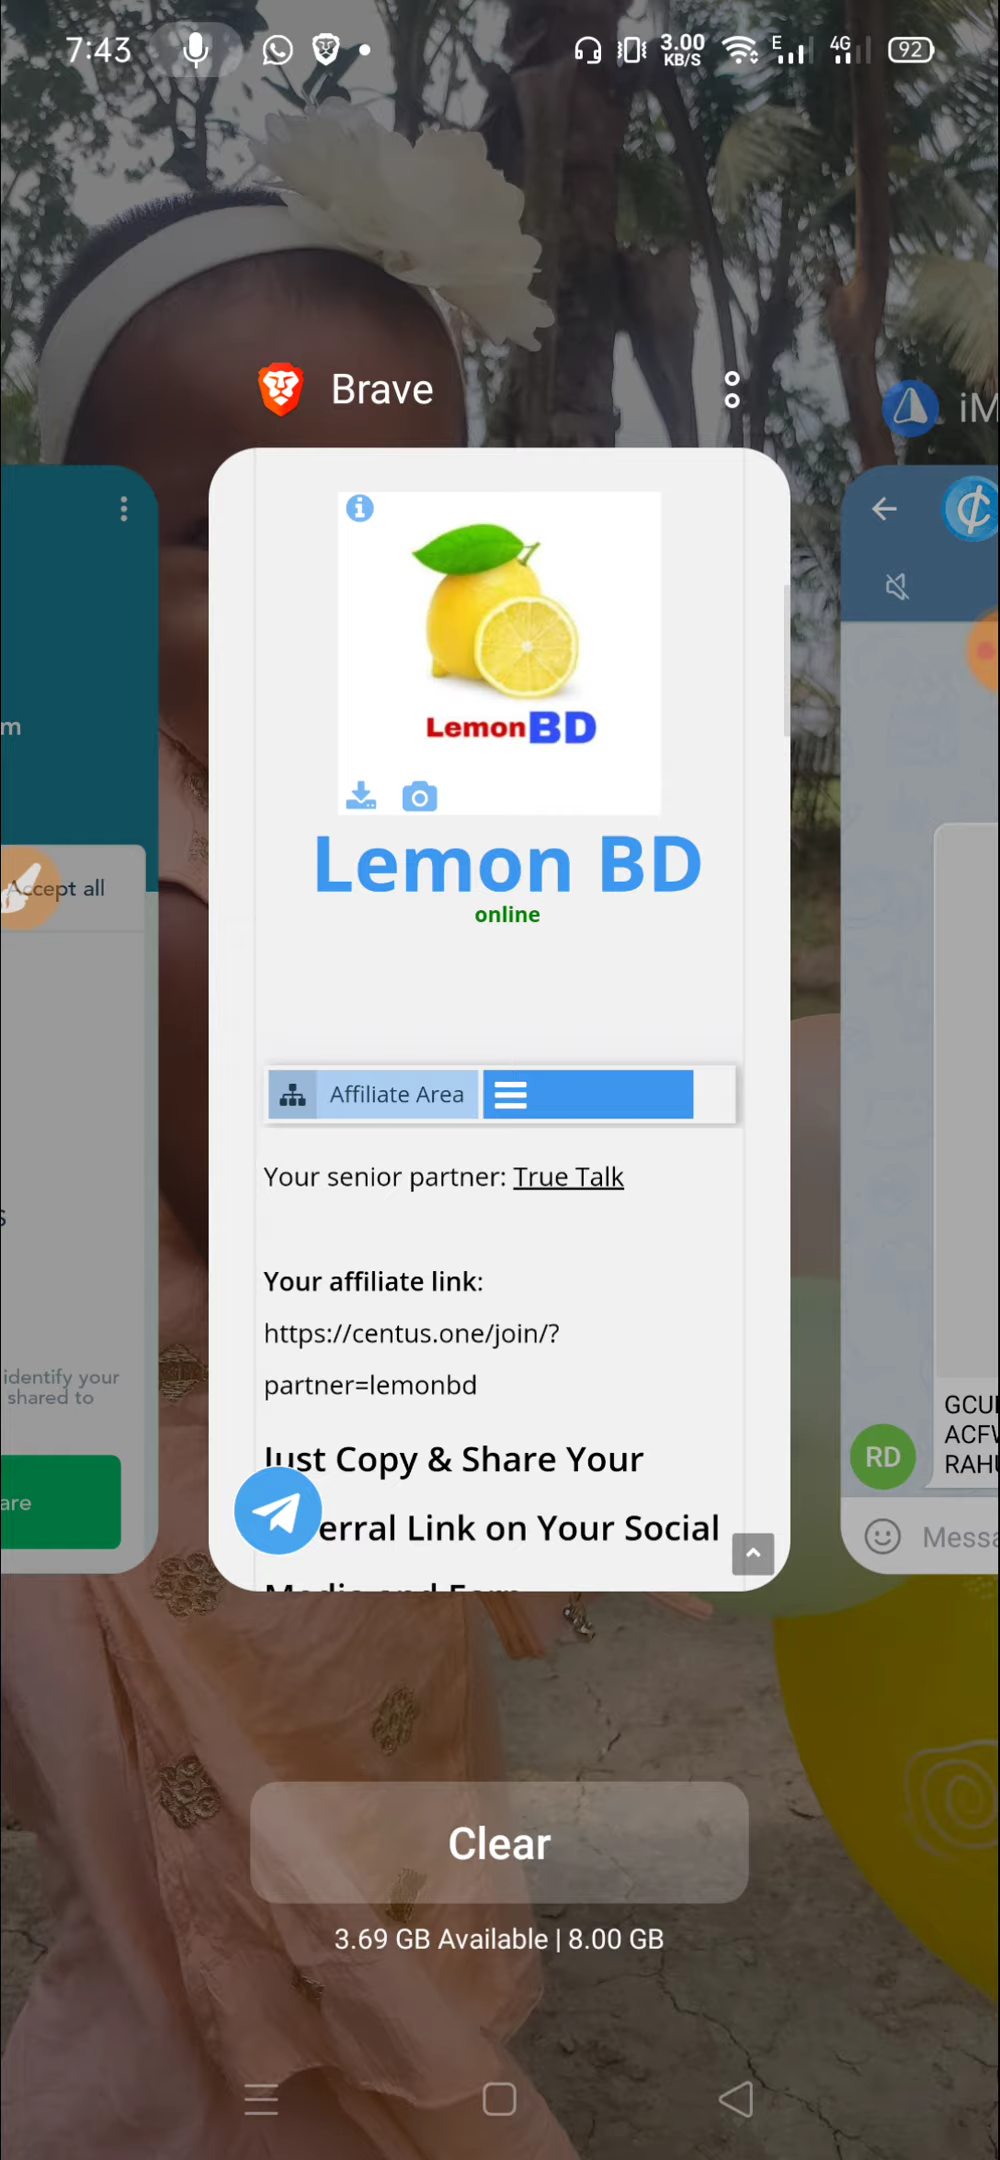 7:43
3.00
KB/S
E
4G
92
Brave
iM
m
Accept all
LemonBD
Lemon BD
online
Affiliate Area
Your senior partner: True Talk
Your affiliate link:
https://centus.one/join/?
partner=lemonbd
identify your
shared to
Just Copy & Share Your
erral Link on Your Social
Media and Earn
are
GCU
ACF
RAH
RD
Messa
Clear
3.69 GB Available | 8.00 GB